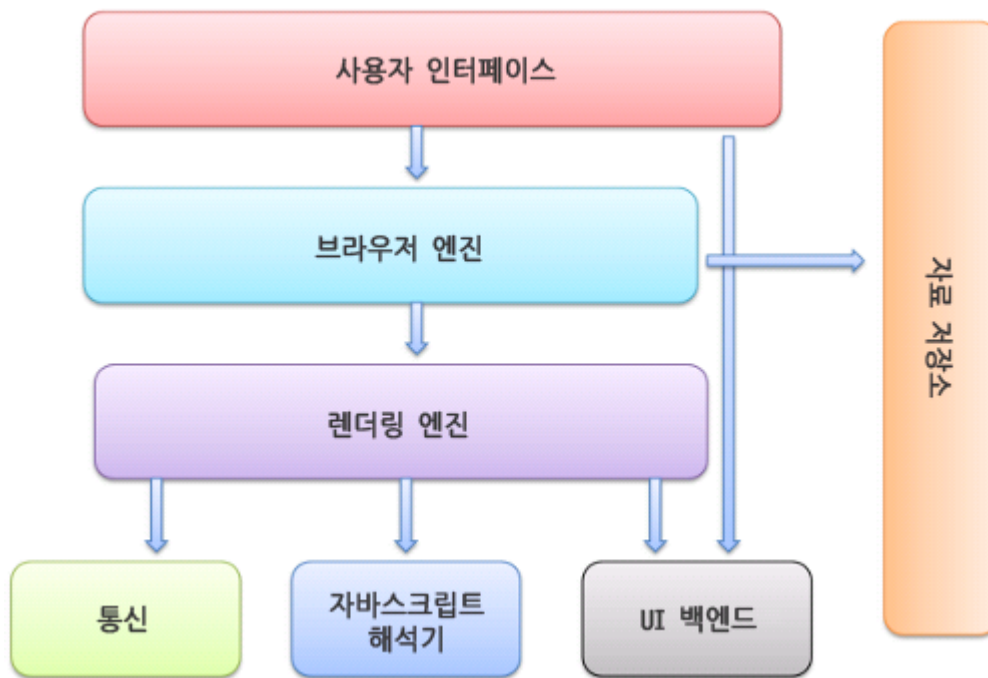 사용자 인터페이스
브라우저 엔진
자료 저장소
렌더링 엔진
통신
자바스크립트
해석기
UI 백엔드